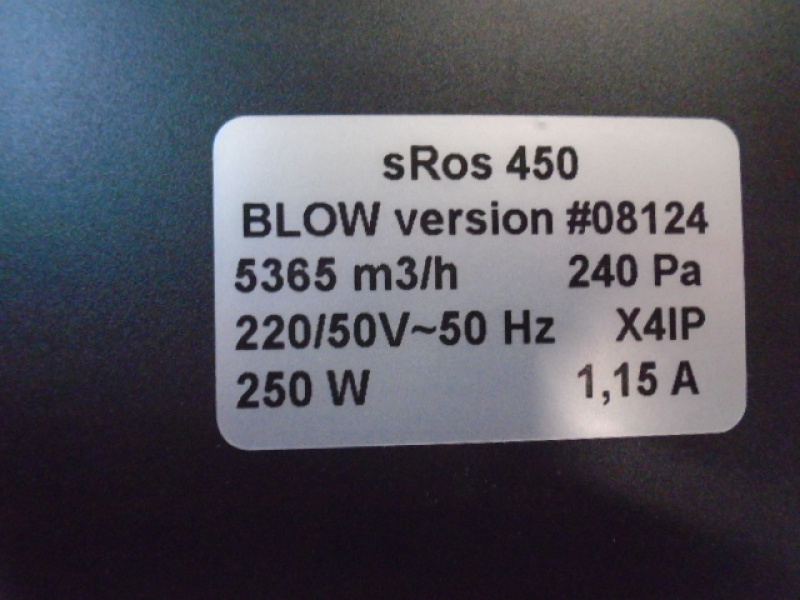 sRos 450
BLOW version #08124
5365 m3/h 240 Pa
220/50V~50 Hz X4IP
250 W 1,15 A